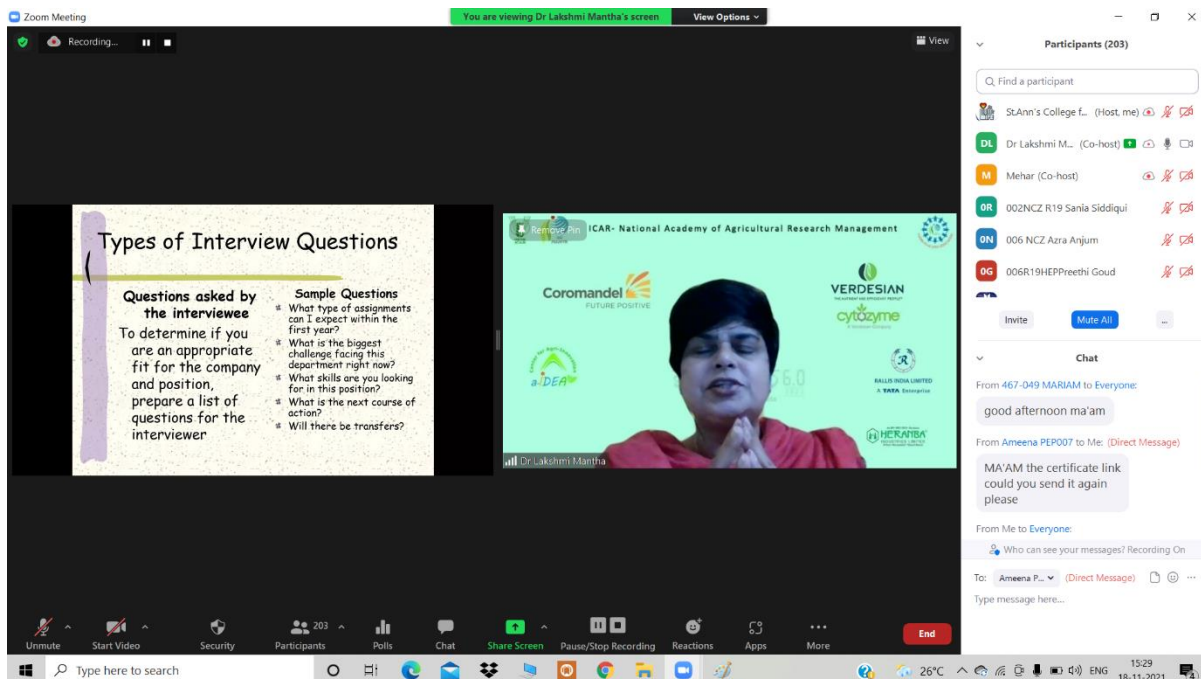 Zoom Meeting
You are viewing Dr Lakshmi Mantha's screen
View Options
Recording...
View
Types of Interview Questions
Questions asked by
the interviewee
To determine if you
are an appropriate
fit for the company
and position,
prepare a list of
questions for the
interviewer
Sample Questions
What type of assignments
can I expect within the
first year?
What is the biggest
challenge facing this
department right now?
What skills are you looking
for in this position?
What is the next course of
action?
Will there be transfers?
Remove Pin
ICAR- National Academy of Agricultural Research Management
Coromandel
FUTURE POSITIVE
VERDESIAN
cytozyme
a-IDEA
6.0
RALLIS INDIA LIMITED
A TATA Enterprise
HERANBA
Dr Lakshmi Mantha
Participants (203)
Find a participant
St.Ann's College f... (Host, me)
DL Dr Lakshmi M... (Co-host)
M Mehar (Co-host)
0R 002NCZ R19 Sania Siddiqui
0N 006 NCZ Azra Anjum
0G 006R19HEPPreethi Goud
Invite
Mute All
...
Chat
From 467-049 MARIAM to Everyone:
good afternoon ma'am
From Ameena PEP007 to Me: (Direct Message)
MA'AM the certificate link
could you send it again
please
From Me to Everyone:
Who can see your messages? Recording On
To: Ameena P... (Direct Message)
Type message here...
Unmute
Start Video
Security
203
Participants
Polls
Chat
Share Screen
Pause/Stop Recording
Reactions
Apps
More
End
Type here to search
26°C
ENG
15:29
18-11-2021